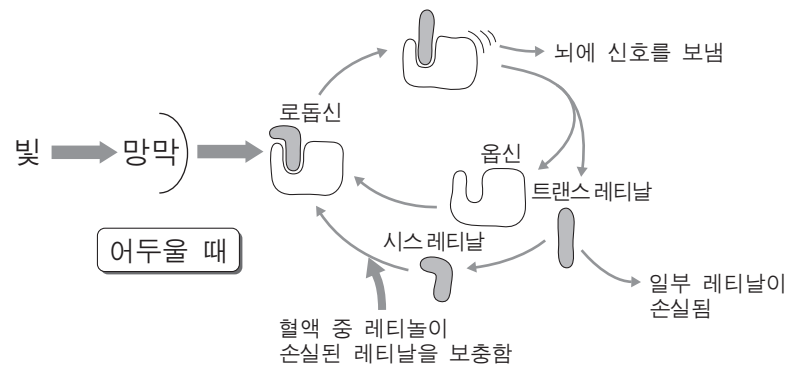 뇌에 신호를 보냄
로돕신
빛
망막
옵신
트랜스 레티날
어두울 때
시스 레티날
일부 레티날이
손실됨
혈액 중 레티놀이
손실된 레티날을 보충함